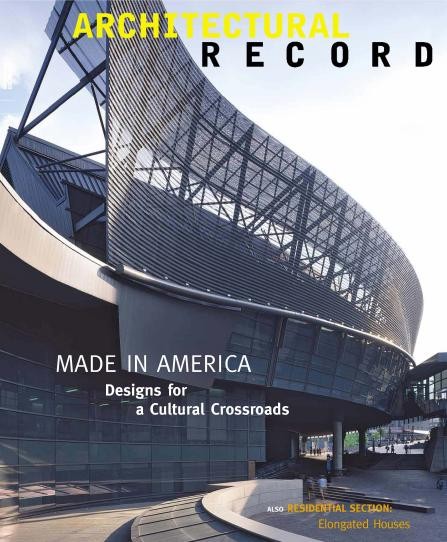 ARCHITECTURAL
RECORD
MADE IN AMERICA
Designs for
a Cultural Crossroads
ALSO RESIDENTIAL SECTION:
Elongated Houses